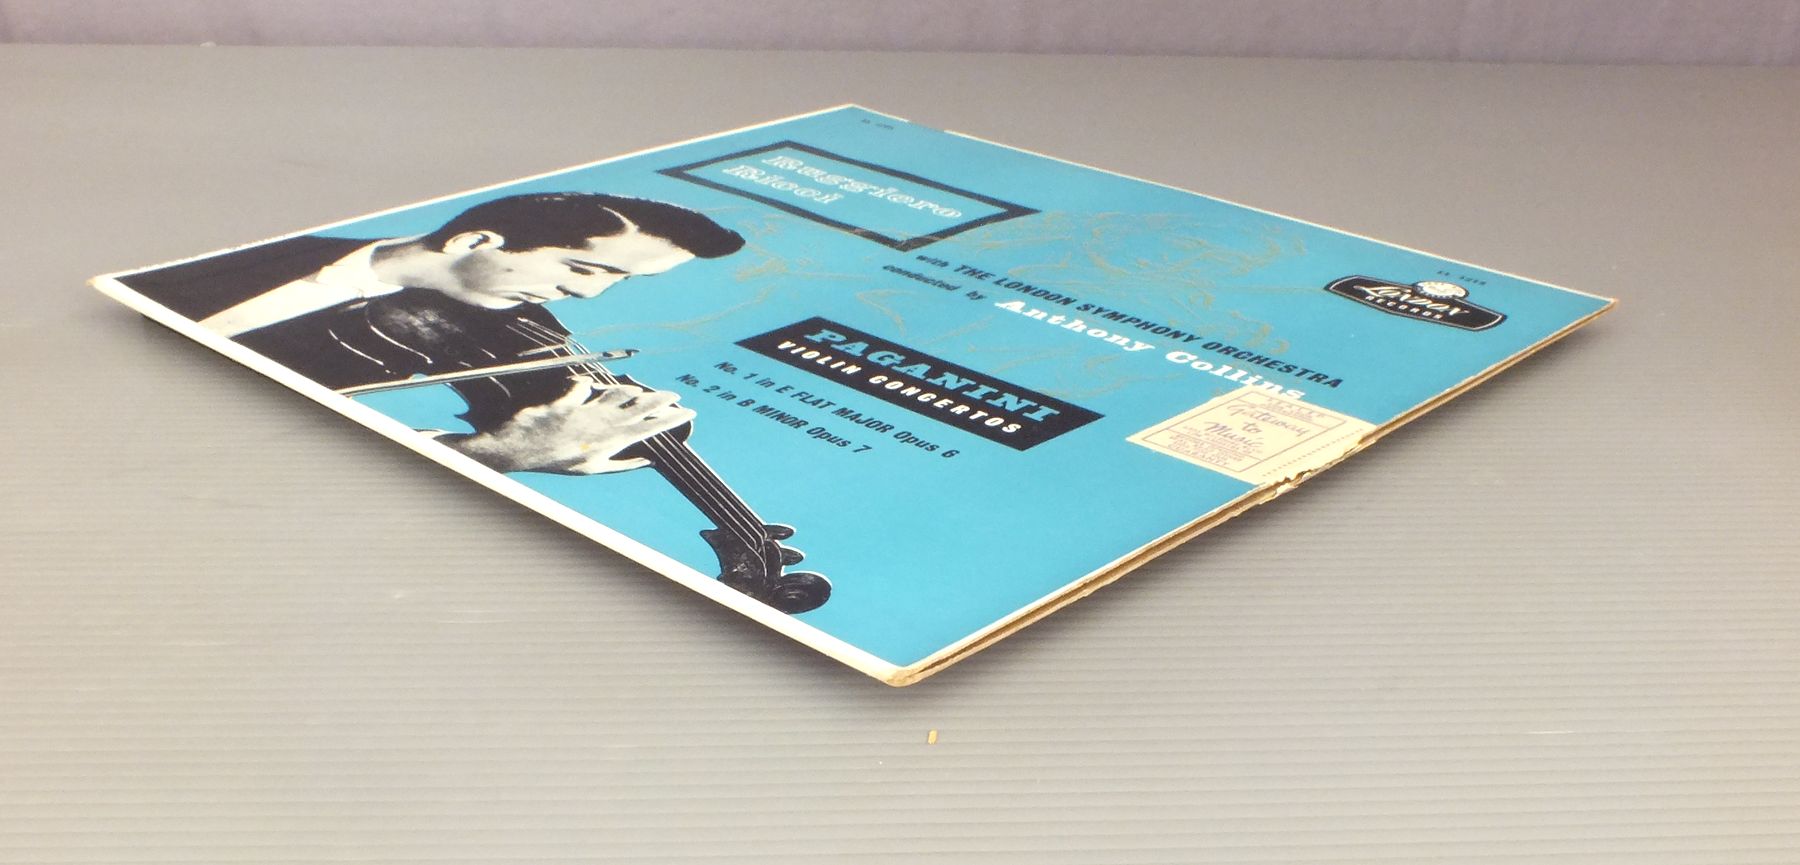 Ruggiero
Ricci
with THE LONDON SYMPHONY ORCHESTRA
conducted by Anthony Collins
PAGANINI
VIOLIN CONCERTOS
No. 1 in E FLAT MAJOR Opus 6
No. 2 in B MINOR Opus 7
LONDON
RECORDS
Gateway
to
Music